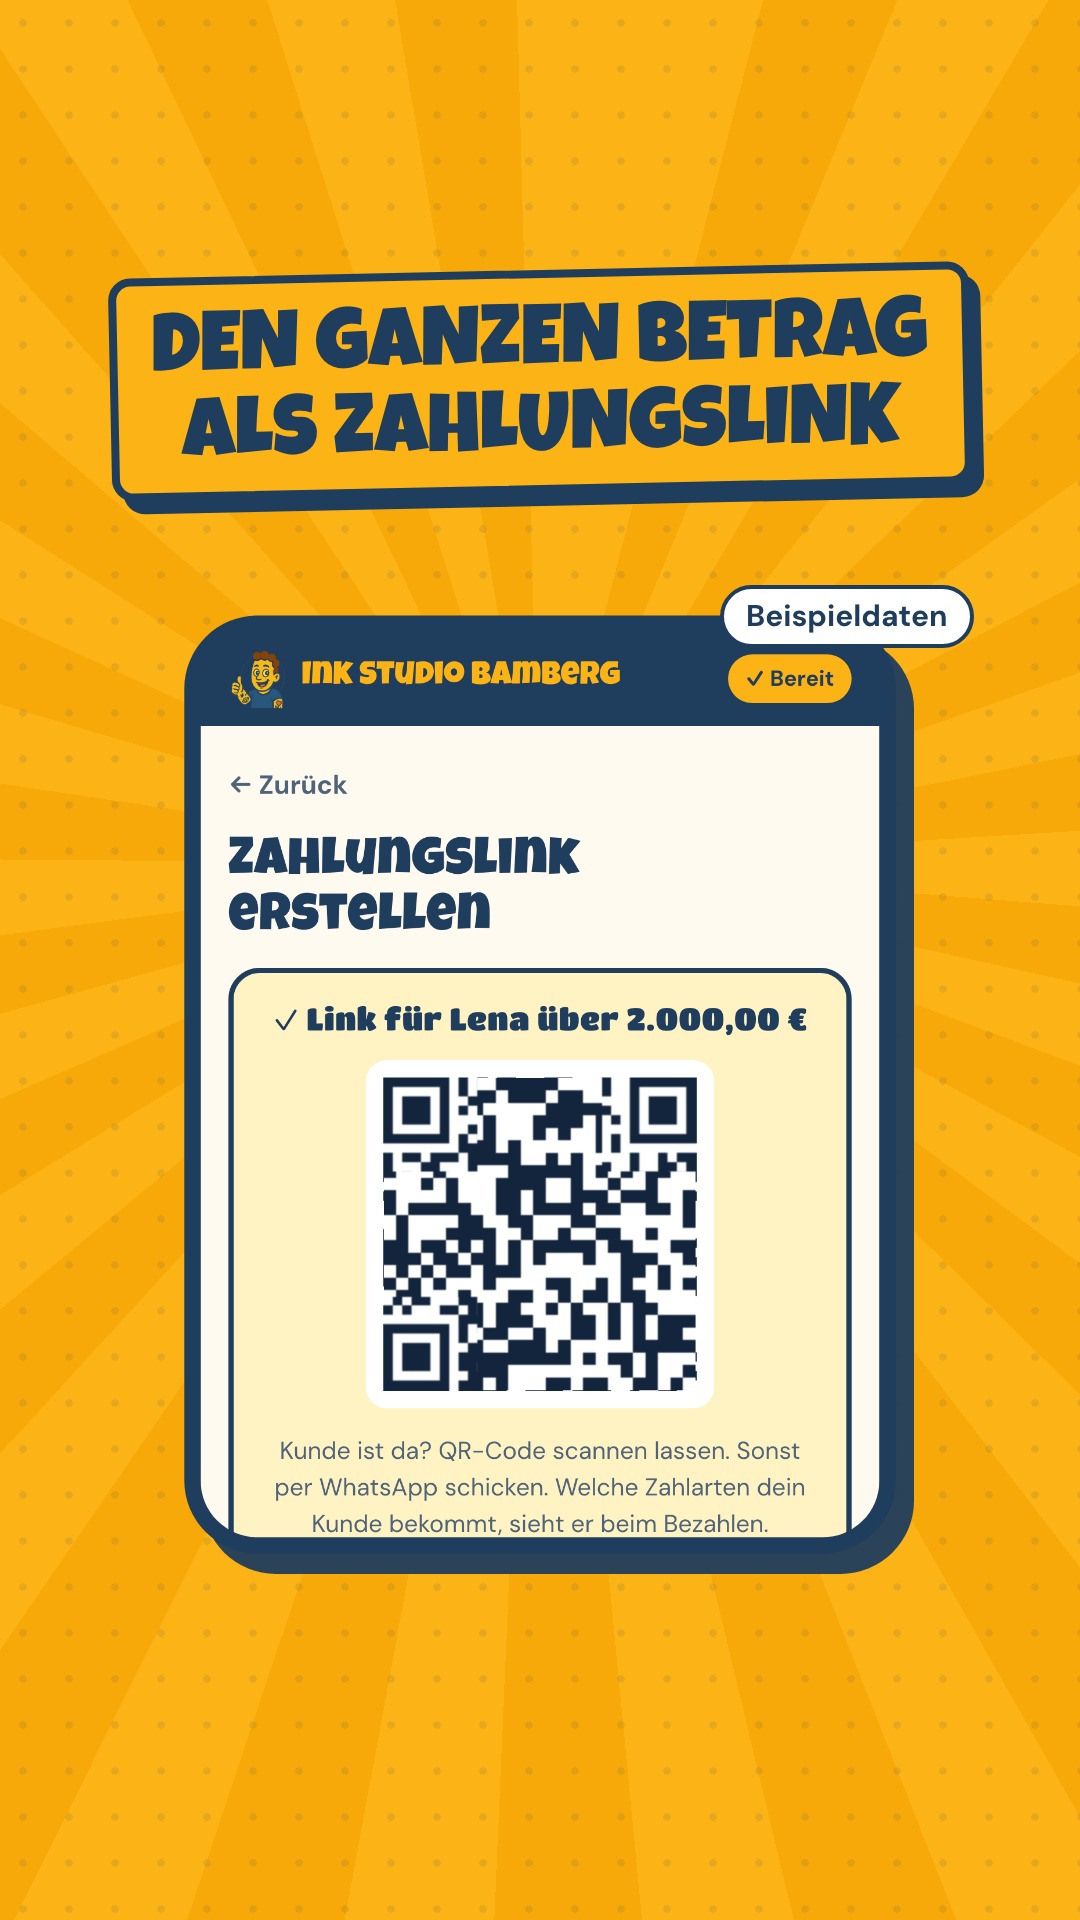 DEN GANZEN BETRAG
ALS ZAHLUNGSLINK
Beispieldaten
Ink Studio Bamberg
✓ Bereit
← Zurück
Zahlungslink
erstellen
✓ Link für Lena über 2.000,00 €
Kunde ist da? QR-Code scannen lassen. Sonst
per WhatsApp schicken. Welche Zahlarten dein
Kunde bekommt, sieht er beim Bezahlen.